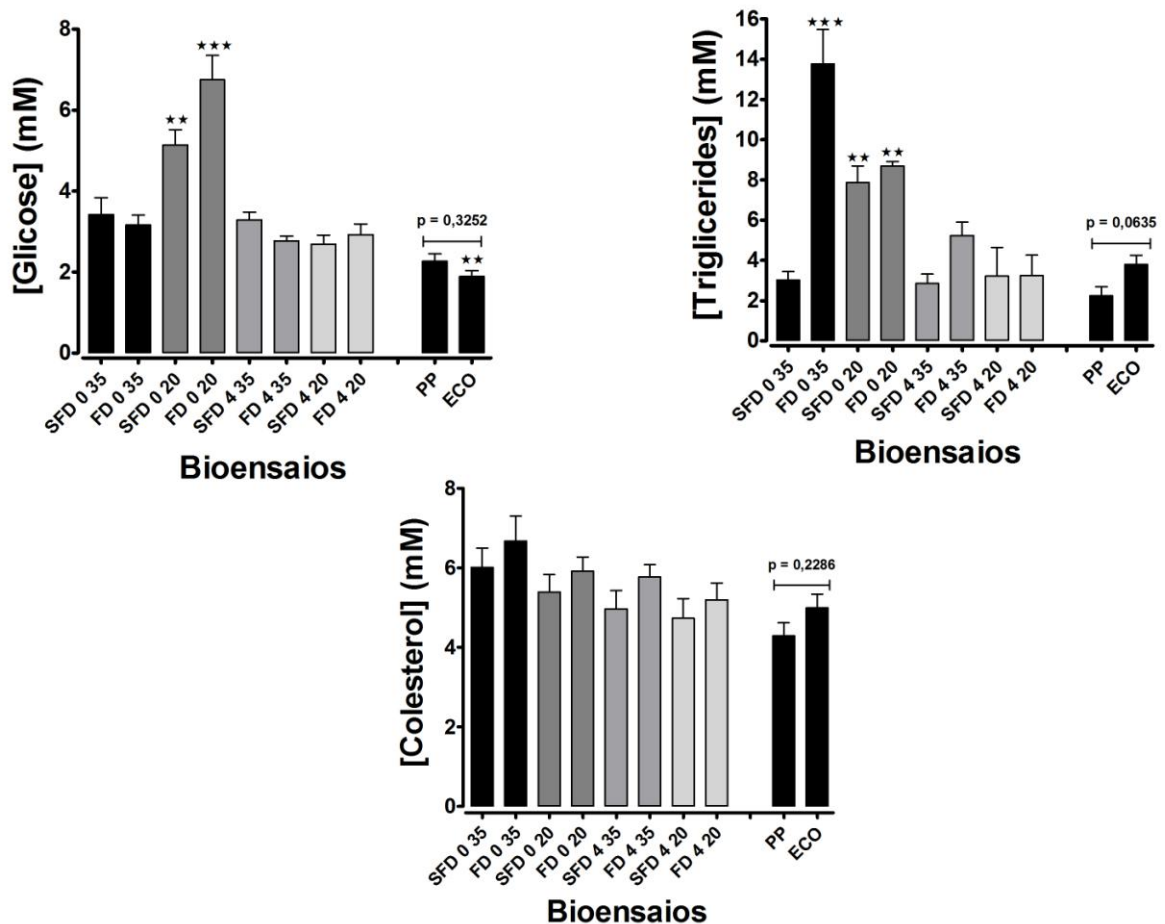 [Glicose] (mM)
8
6
4
2
0
★★
★★★
p = 0,3252
★★
SFD 0 35
FD 0 35
SFD 0 20
FD 0 20
SFD 4 35
FD 4 35
SFD 4 20
FD 4 20
PP
ECO
Bioensaios
[Triglicerides] (mM)
16
14
12
10
8
6
4
2
0
★★★
★★
★★
p = 0,0635
SFD 0 35
FD 0 35
SFD 0 20
FD 0 20
SFD 4 35
FD 4 35
SFD 4 20
FD 4 20
PP
ECO
Bioensaios
[Colesterol] (mM)
8
6
4
2
0
p = 0,2286
SFD 0 35
FD 0 35
SFD 0 20
FD 0 20
SFD 4 35
FD 4 35
SFD 4 20
FD 4 20
PP
ECO
Bioensaios